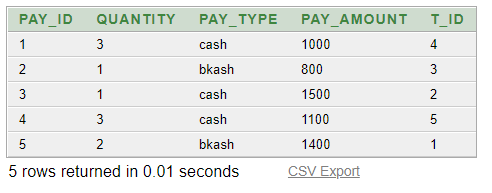 PAY_ID QUANTITY PAY_TYPE PAY_AMOUNT T_ID
1 3 cash 1000 4
2 1 bkash 800 3
3 1 cash 1500 2
4 3 cash 1100 5
5 2 bkash 1400 1
5 rows returned in 0.01 seconds CSV Export